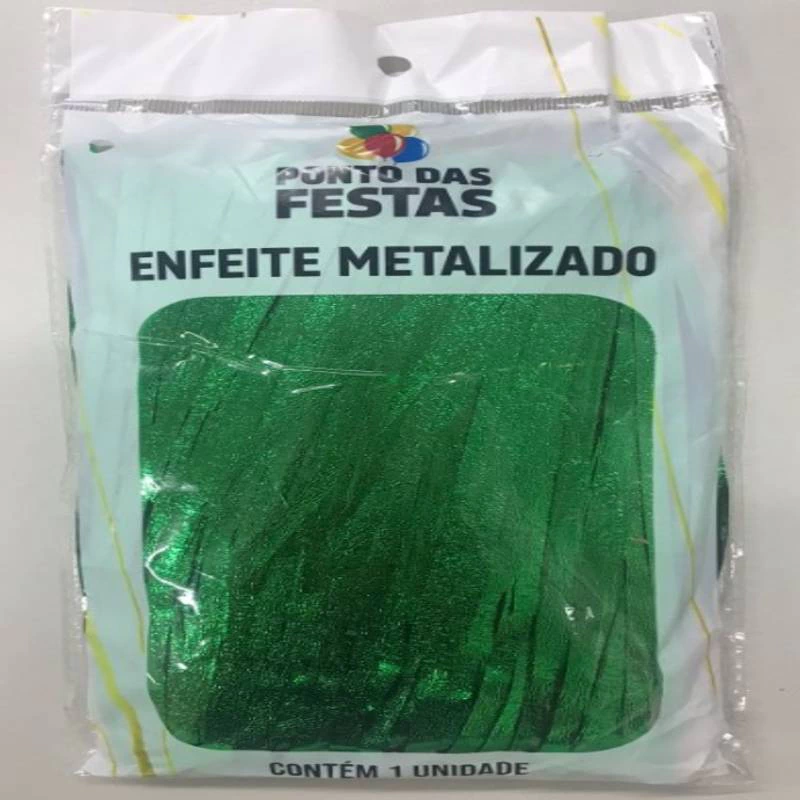 PONTO DAS
FESTAS
ENFEITE METALIZADO
CONTÉM 1 UNIDADE